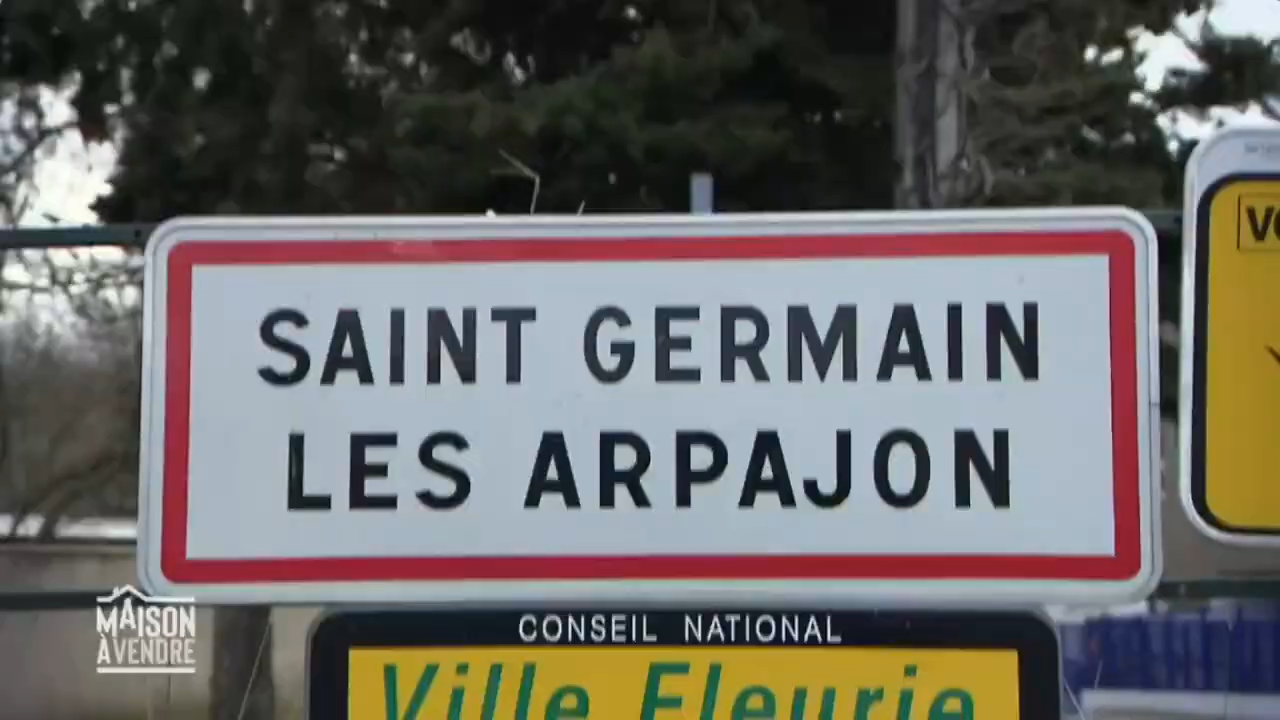 SAINT GERMAIN
LES ARPAJON
CONSEIL NATIONAL
Ville Fleurie
MAISON
À VENDRE